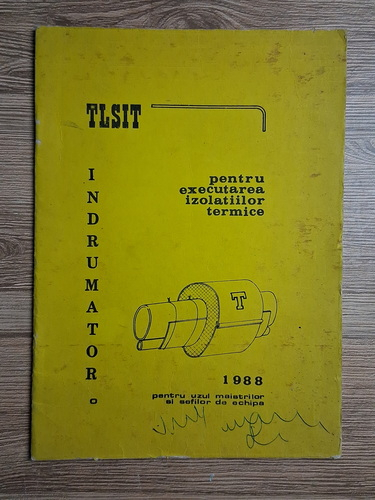 TLSIT
INDRUMATOR
pentru
executarea
izolatiilor
termice
T
1988
pentru uzul maistrilor
si sefilor de echipa